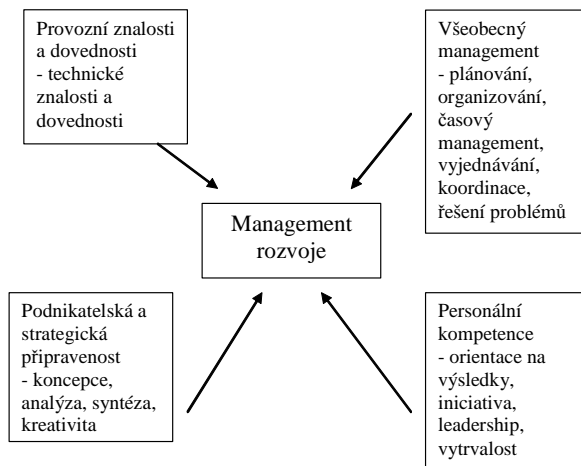 Provozní znalosti
a dovednosti
- technické
znalosti a
dovednosti
Všeobecný
management
- plánování,
organizování,
časový
management,
vyjednávání,
koordinace,
řešení problémů
Management
rozvoje
Podnikatelská a
strategická
připravenost
- koncepce,
analýza, syntéza,
kreativita
Personální
kompetence
- orientace na
výsledky,
iniciativa,
leadership,
vytrvalost